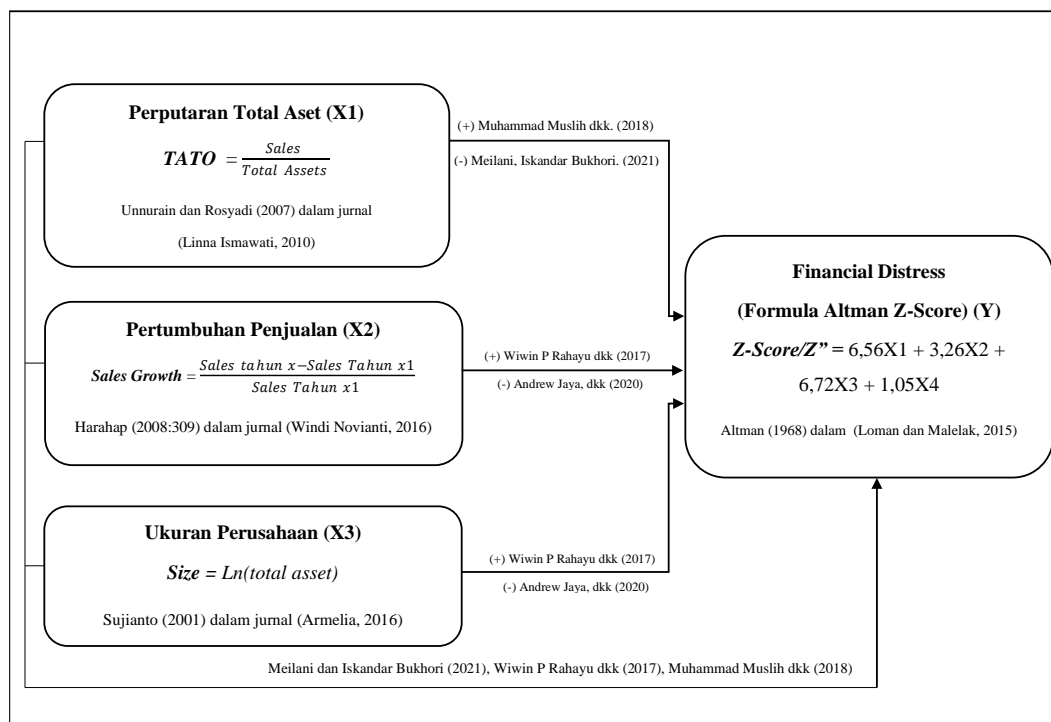 Perputaran Total Aset (X1)
TATO = Sales / Total Assets
Unnurain dan Rosyadi (2007) dalam jurnal
(Linna Ismawati, 2010)
(+) Muhammad Muslih dkk. (2018)
(-) Meilani, Iskandar Bukhori. (2021)
Pertumbuhan Penjualan (X2)
Sales Growth = Sales tahun x−Sales Tahun x1 / Sales Tahun x1
Harahap (2008:309) dalam jurnal (Windi Novianti, 2016)
(+) Wiwin P Rahayu dkk (2017)
(-) Andrew Jaya, dkk (2020)
Ukuran Perusahaan (X3)
Size = Ln(total asset)
Sujianto (2001) dalam jurnal (Armelia, 2016)
(+) Wiwin P Rahayu dkk (2017)
(-) Andrew Jaya, dkk (2020)
Financial Distress
(Formula Altman Z-Score) (Y)
Z-Score/Z” = 6,56X1 + 3,26X2 +
6,72X3 + 1,05X4
Altman (1968) dalam (Loman dan Malelak, 2015)
Meilani dan Iskandar Bukhori (2021), Wiwin P Rahayu dkk (2017), Muhammad Muslih dkk (2018)